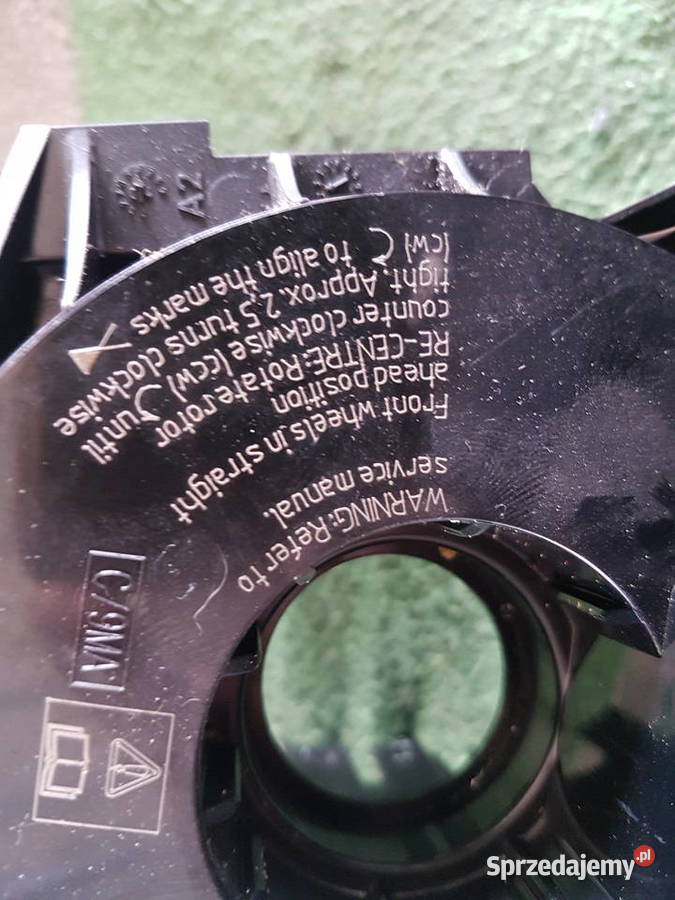 WARNING: Refer to
service manual.
Front wheels in straight
ahead position
RE-CENTRE: Rotate rotor
counter clockwise (ccw) until
tight. Approx. 2,5 turns clockwise
(cw) to align the marks
A2
Sprzedajemy.pl